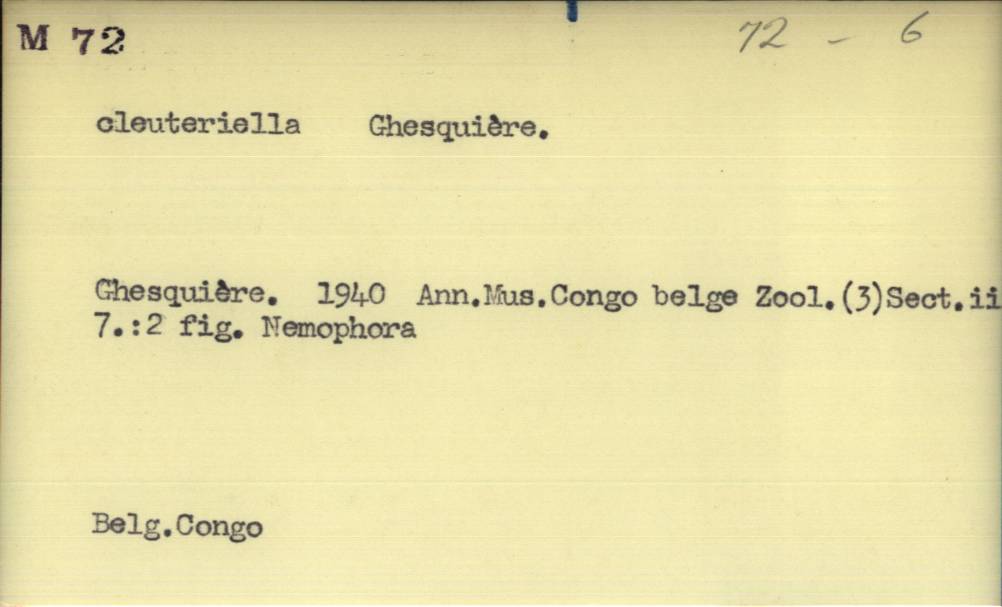 M 72
72 - 6
cleuteriella Ghesquière.
Ghesquière. 1940 Ann.Mus.Congo belge Zool.(3)Sect.ii
7.:2 fig. Nemophora
Belg.Congo